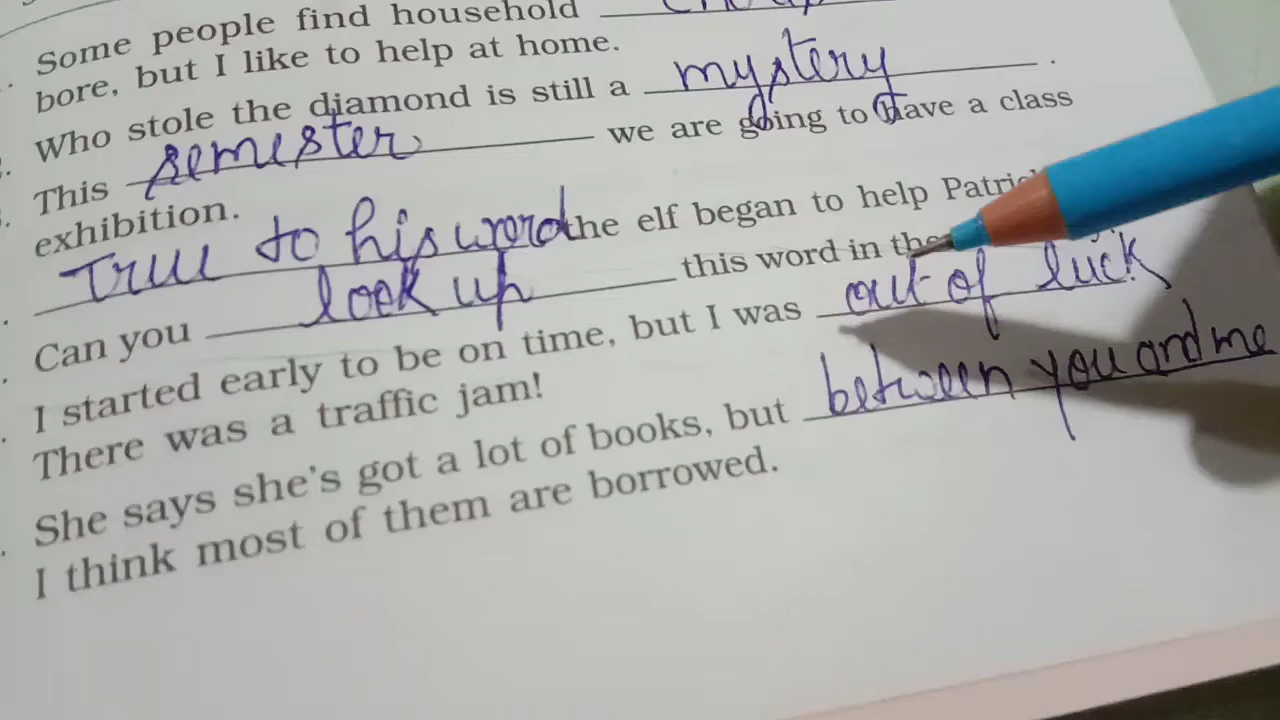 Some people find household
bore, but I like to help at home.
Who stole the diamond is still a mystery .
This semester we are going to have a class
exhibition.
True to his word the elf began to help
Can you look up this word in the
I started early to be on time, but I was out of luck
There was a traffic jam!
She says she's got a lot of books, but between you and me
I think most of them are borrowed.